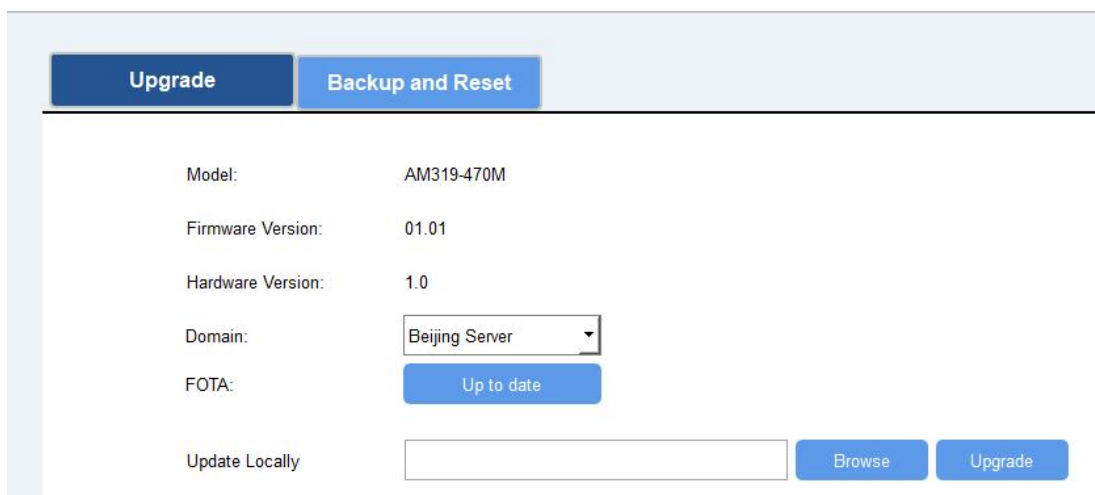 Upgrade Backup and Reset
Model: AM319-470M
Firmware Version: 01.01
Hardware Version: 1.0
Domain: Beijing Server
FOTA: Up to date
Update Locally Browse Upgrade